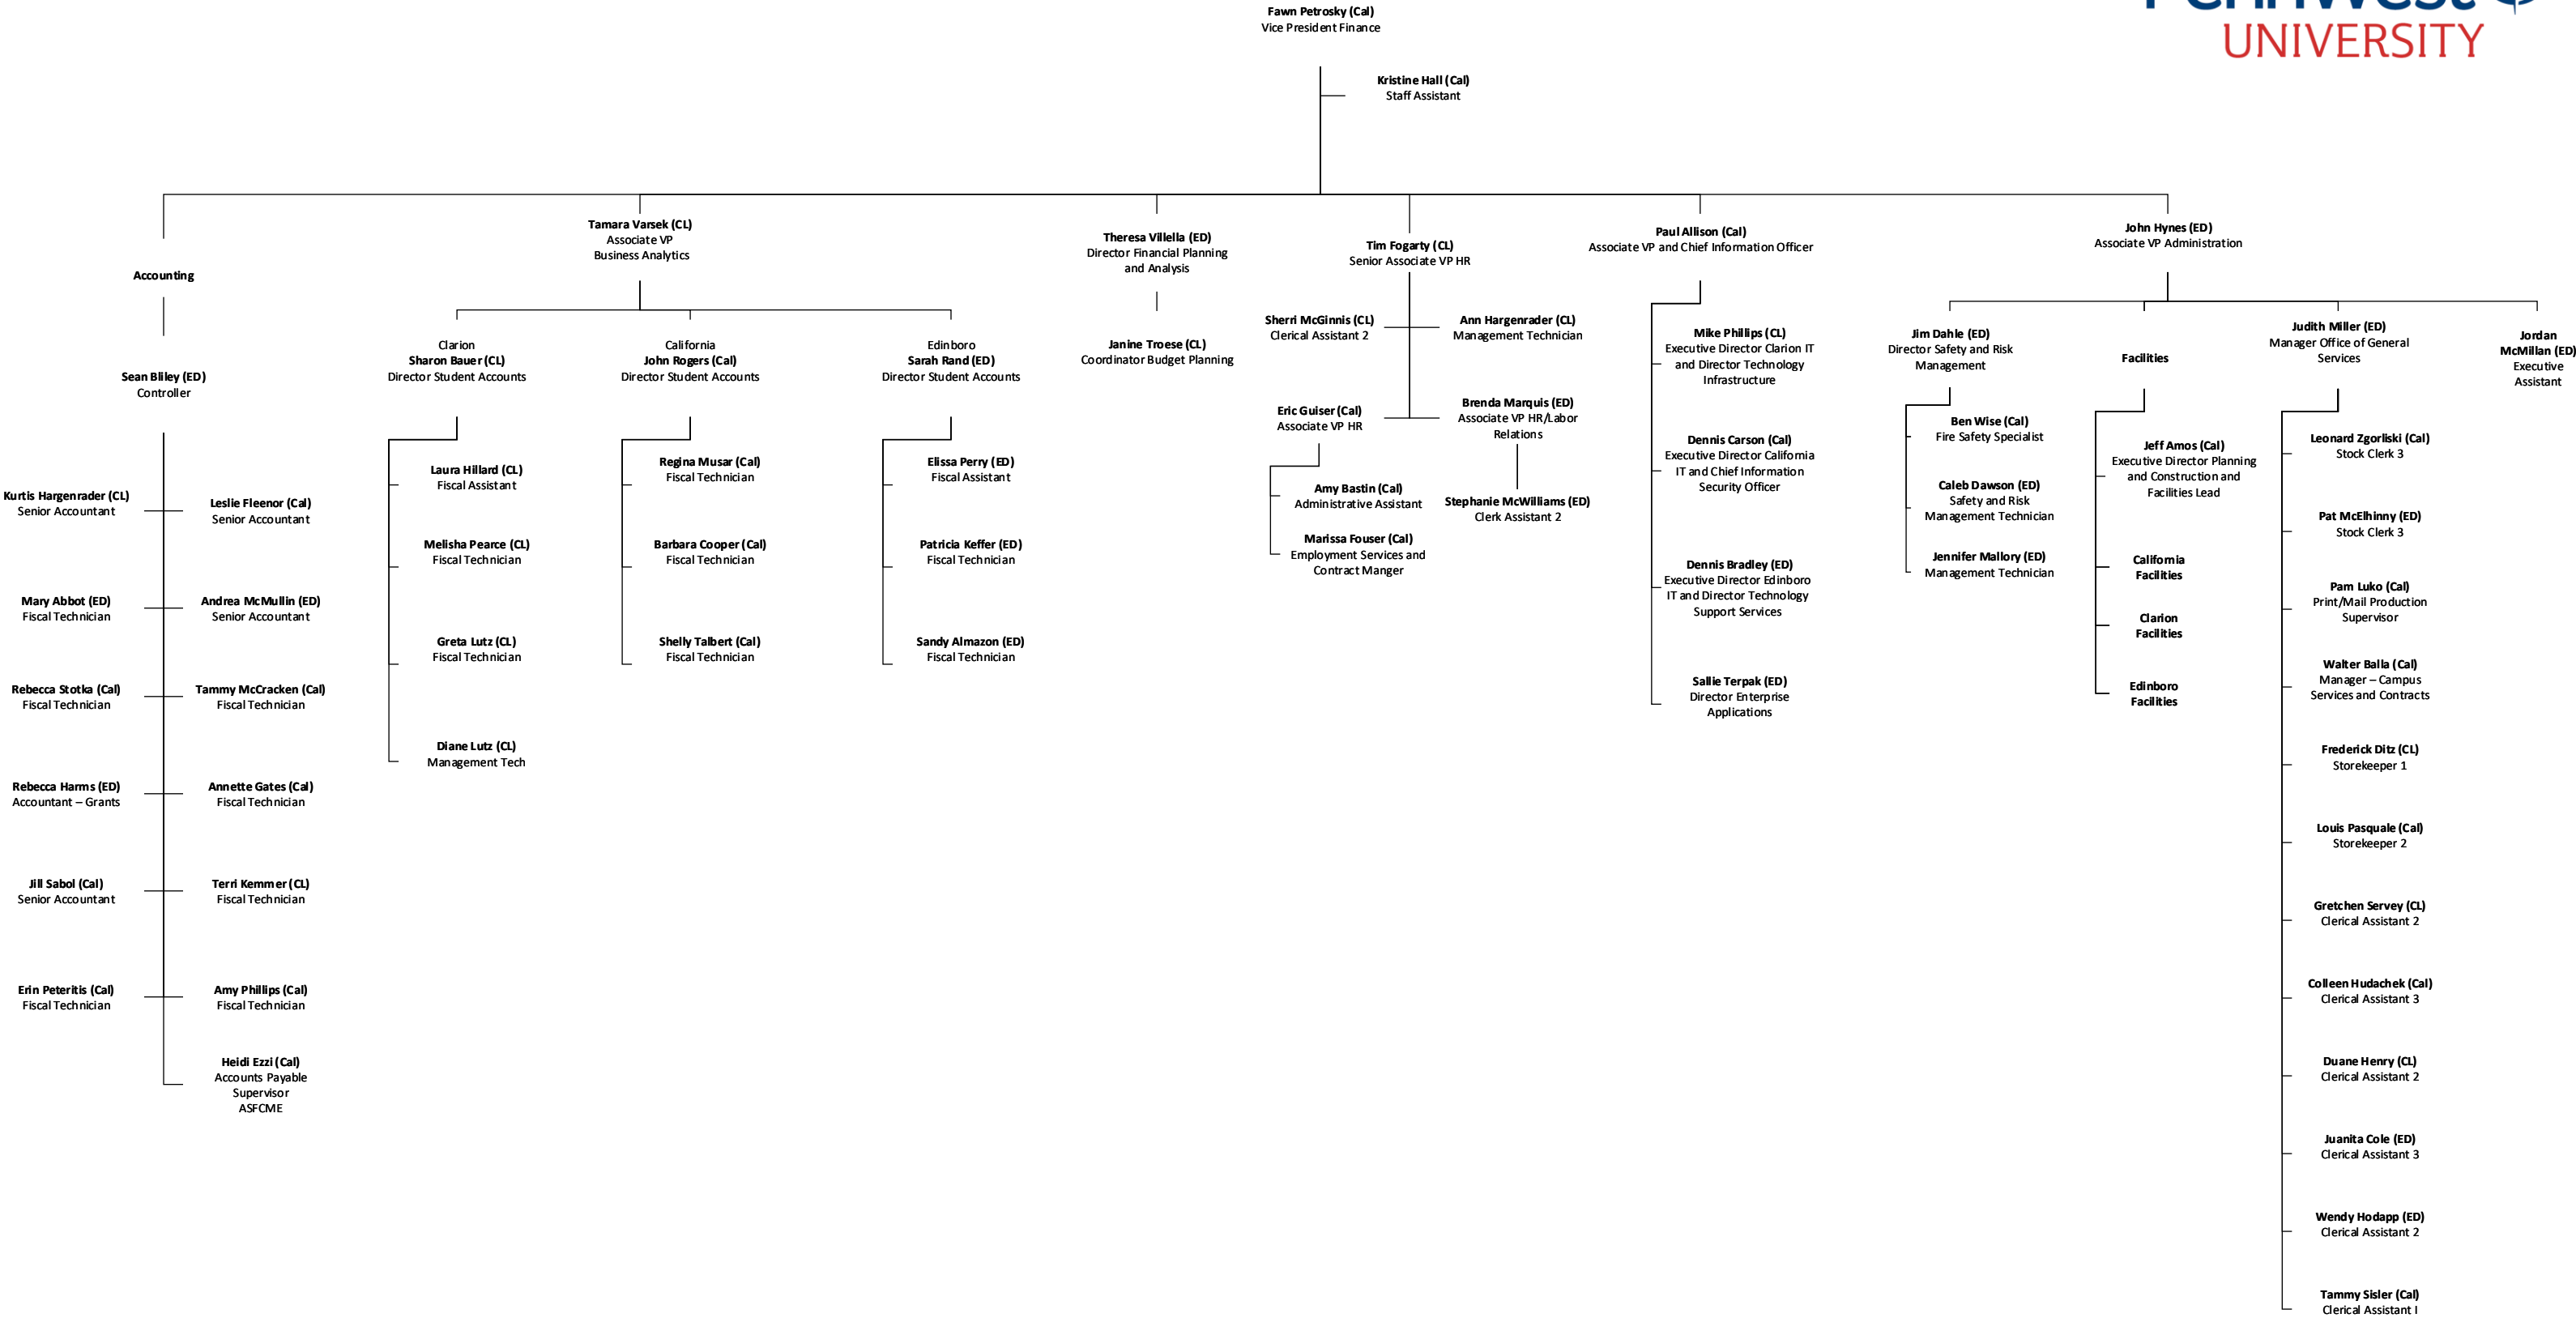 PennWest
UNIVERSITY
Fawn Petrosky (Cal)
Vice President Finance
Kristine Hall (Cal)
Staff Assistant
Accounting
Sean Bliley (ED)
Controller
Kurtis Hargenrader (CL)
Senior Accountant
Leslie Fleenor (Cal)
Senior Accountant
Mary Abbot (ED)
Fiscal Technician
Andrea McMullin (ED)
Senior Accountant
Rebecca Stotka (Cal)
Fiscal Technician
Tammy McCracken (Cal)
Fiscal Technician
Rebecca Harms (ED)
Accountant – Grants
Annette Gates (Cal)
Fiscal Technician
Jill Sabol (Cal)
Senior Accountant
Terri Kemmer (CL)
Fiscal Technician
Erin Peteritis (Cal)
Fiscal Technician
Amy Phillips (Cal)
Fiscal Technician
Heidi Ezzi (Cal)
Accounts Payable
Supervisor
ASFCME
Tamara Varsek (CL)
Associate VP
Business Analytics
Clarion
Sharon Bauer (CL)
Director Student Accounts
Laura Hillard (CL)
Fiscal Assistant
Melisha Pearce (CL)
Fiscal Technician
Greta Lutz (CL)
Fiscal Technician
Diane Lutz (CL)
Management Tech
California
John Rogers (Cal)
Director Student Accounts
Regina Musar (Cal)
Fiscal Technician
Barbara Cooper (Cal)
Fiscal Technician
Shelly Talbert (Cal)
Fiscal Technician
Edinboro
Sarah Rand (ED)
Director Student Accounts
Elissa Perry (ED)
Fiscal Assistant
Patricia Keffer (ED)
Fiscal Technician
Sandy Almazon (ED)
Fiscal Technician
Theresa Villella (ED)
Director Financial Planning
and Analysis
Janine Troese (CL)
Coordinator Budget Planning
Tim Fogarty (CL)
Senior Associate VP HR
Sherri McGinnis (CL)
Clerical Assistant 2
Ann Hargenrader (CL)
Management Technician
Eric Guiser (Cal)
Associate VP HR
Brenda Marquis (ED)
Associate VP HR/Labor
Relations
Amy Bastin (Cal)
Administrative Assistant
Marissa Fouser (Cal)
Employment Services and
Contract Manger
Stephanie McWilliams (ED)
Clerk Assistant 2
Paul Allison (Cal)
Associate VP and Chief Information Officer
Mike Phillips (CL)
Executive Director Clarion IT
and Director Technology
Infrastructure
Dennis Carson (Cal)
Executive Director California
IT and Chief Information
Security Officer
Dennis Bradley (ED)
Executive Director Edinboro
IT and Director Technology
Support Services
Sallie Terpak (ED)
Director Enterprise
Applications
John Hynes (ED)
Associate VP Administration
Jim Dahle (ED)
Director Safety and Risk
Management
Ben Wise (Cal)
Fire Safety Specialist
Caleb Dawson (ED)
Safety and Risk
Management Technician
Jennifer Mallory (ED)
Management Technician
Facilities
Jeff Amos (Cal)
Executive Director Planning
and Construction and
Facilities Lead
California
Facilities
Clarion
Facilities
Edinboro
Facilities
Judith Miller (ED)
Manager Office of General
Services
Leonard Zgorliski (Cal)
Stock Clerk 3
Pat McElhinny (ED)
Stock Clerk 3
Pam Luko (Cal)
Print/Mail Production
Supervisor
Walter Balla (Cal)
Manager – Campus
Services and Contracts
Frederick Ditz (CL)
Storekeeper 1
Louis Pasquale (Cal)
Storekeeper 2
Gretchen Servey (CL)
Clerical Assistant 2
Colleen Hudachek (Cal)
Clerical Assistant 3
Duane Henry (CL)
Clerical Assistant 2
Juanita Cole (ED)
Clerical Assistant 3
Wendy Hodapp (ED)
Clerical Assistant 2
Tammy Sisler (Cal)
Clerical Assistant I
Jordan
McMillan (ED)
Executive
Assistant